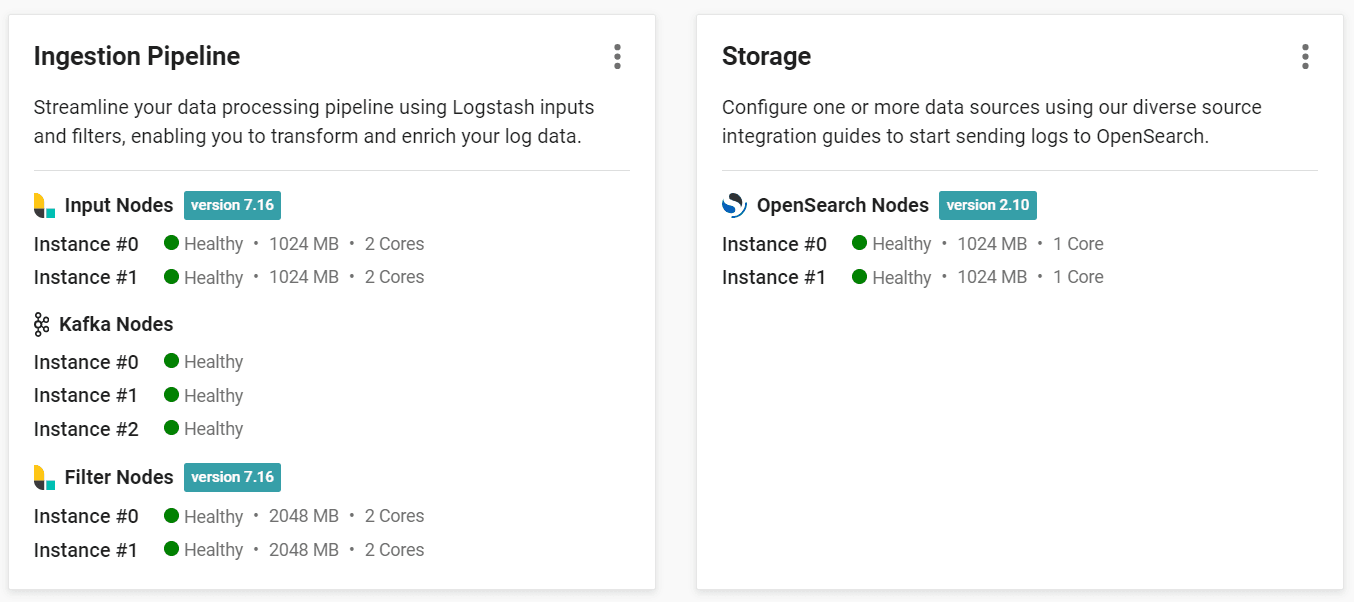 Ingestion Pipeline
Streamline your data processing pipeline using Logstash inputs
and filters, enabling you to transform and enrich your log data.
Input Nodes version 7.16
Instance #0 Healthy • 1024 MB • 2 Cores
Instance #1 Healthy • 1024 MB • 2 Cores
Kafka Nodes
Instance #0 Healthy
Instance #1 Healthy
Instance #2 Healthy
Filter Nodes version 7.16
Instance #0 Healthy • 2048 MB • 2 Cores
Instance #1 Healthy • 2048 MB • 2 Cores
Storage
Configure one or more data sources using our diverse source
integration guides to start sending logs to OpenSearch.
OpenSearch Nodes version 2.10
Instance #0 Healthy • 1024 MB • 1 Core
Instance #1 Healthy • 1024 MB • 1 Core